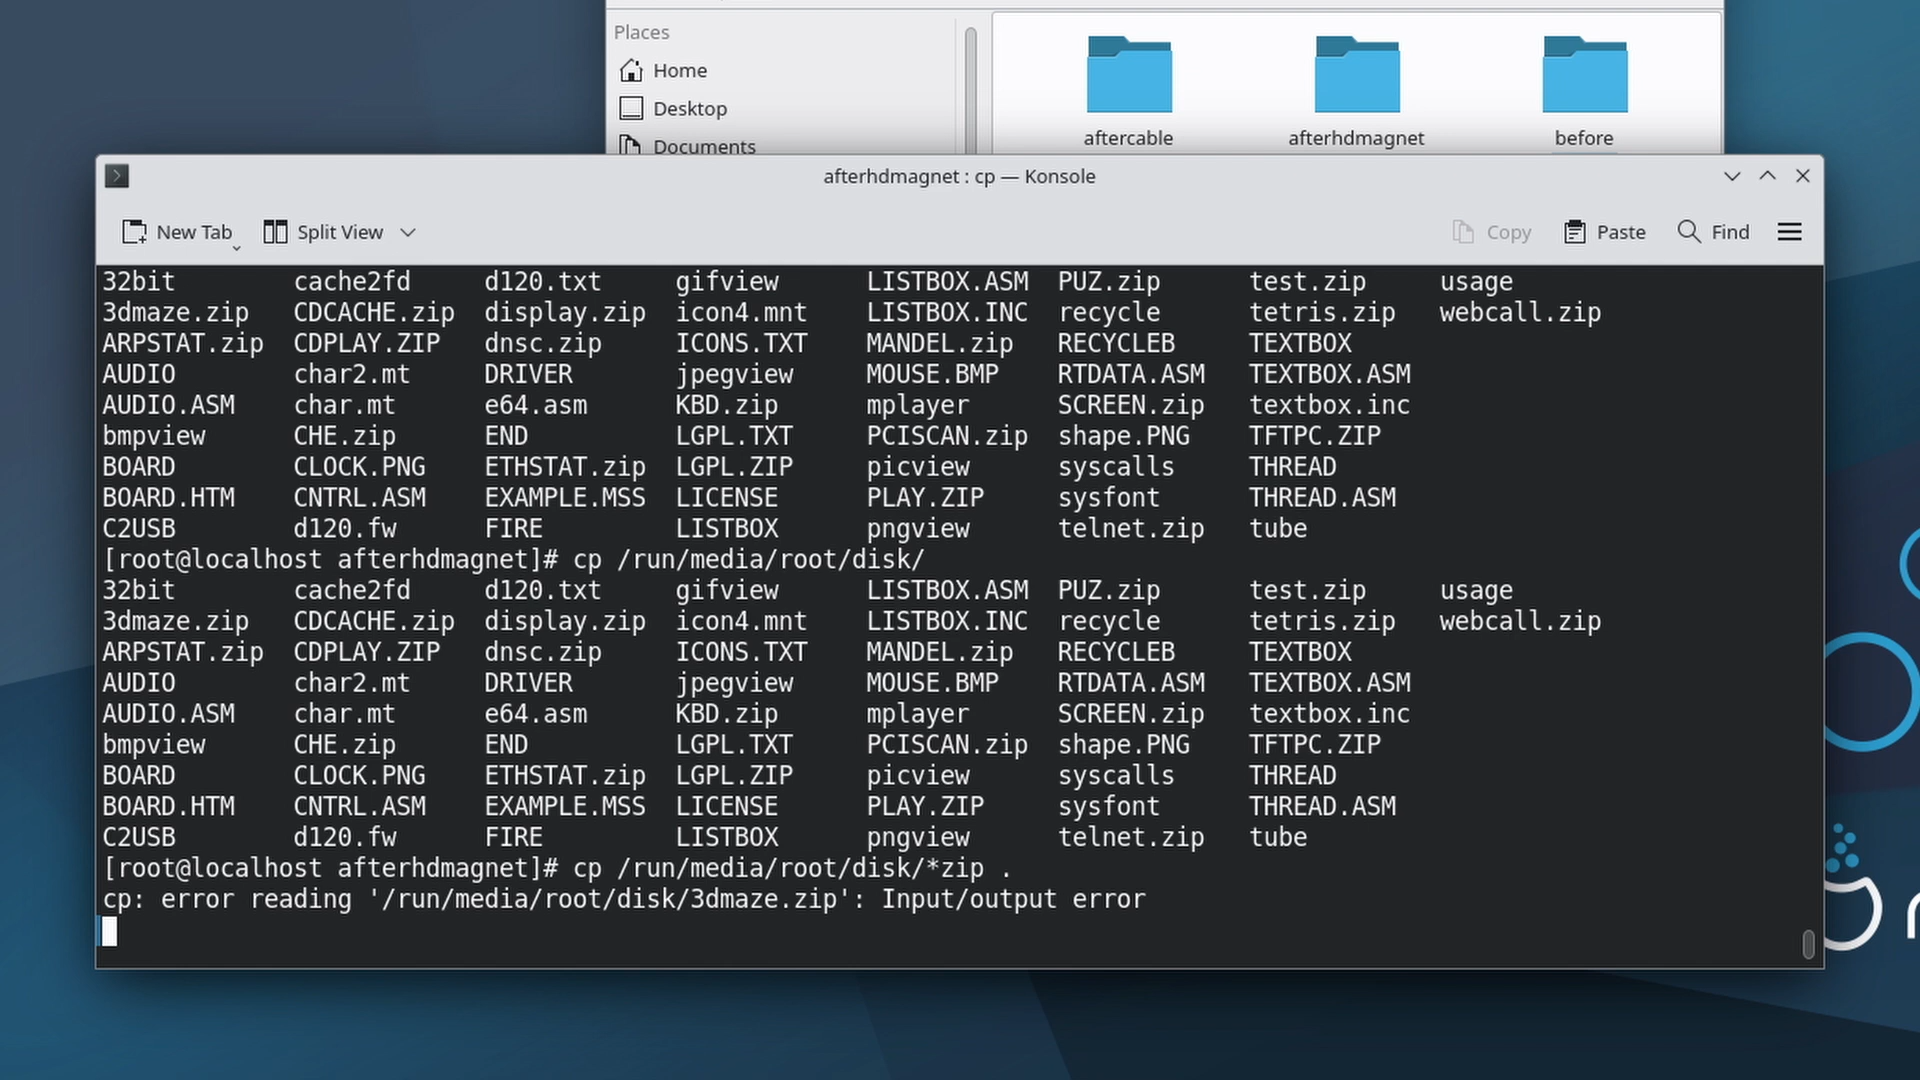 Places
Home
Desktop
Documents
aftercable afterhdmagnet before
afterhdmagnet : cp — Konsole
New Tab Split View Copy Paste Find
32bit cache2fd d120.txt gifview LISTBOX.ASM PUZ.zip test.zip usage
3dmaze.zip CDCACHE.zip display.zip icon4.mnt LISTBOX.INC recycle tetris.zip webcall.zip
ARPSTAT.zip CDPLAY.ZIP dnsc.zip ICONS.TXT MANDEL.zip RECYCLEB TEXTBOX
AUDIO char2.mt DRIVER jpegview MOUSE.BMP RTDATA.ASM TEXTBOX.ASM
AUDIO.ASM char.mt e64.asm KBD.zip mplayer SCREEN.zip textbox.inc
bmpview CHE.zip END LGPL.TXT PCISCAN.zip shape.PNG TFTPC.ZIP
BOARD CLOCK.PNG ETHSTAT.zip LGPL.ZIP picview syscalls THREAD
BOARD.HTM CNTRL.ASM EXAMPLE.MSS LICENSE PLAY.ZIP sysfont THREAD.ASM
C2USB d120.fw FIRE LISTBOX pngview telnet.zip tube
[root@localhost afterhdmagnet]# cp /run/media/root/disk/
32bit cache2fd d120.txt gifview LISTBOX.ASM PUZ.zip test.zip usage
3dmaze.zip CDCACHE.zip display.zip icon4.mnt LISTBOX.INC recycle tetris.zip webcall.zip
ARPSTAT.zip CDPLAY.ZIP dnsc.zip ICONS.TXT MANDEL.zip RECYCLEB TEXTBOX
AUDIO char2.mt DRIVER jpegview MOUSE.BMP RTDATA.ASM TEXTBOX.ASM
AUDIO.ASM char.mt e64.asm KBD.zip mplayer SCREEN.zip textbox.inc
bmpview CHE.zip END LGPL.TXT PCISCAN.zip shape.PNG TFTPC.ZIP
BOARD CLOCK.PNG ETHSTAT.zip LGPL.ZIP picview syscalls THREAD
BOARD.HTM CNTRL.ASM EXAMPLE.MSS LICENSE PLAY.ZIP sysfont THREAD.ASM
C2USB d120.fw FIRE LISTBOX pngview telnet.zip tube
[root@localhost afterhdmagnet]# cp /run/media/root/disk/*zip .
cp: error reading '/run/media/root/disk/3dmaze.zip': Input/output error